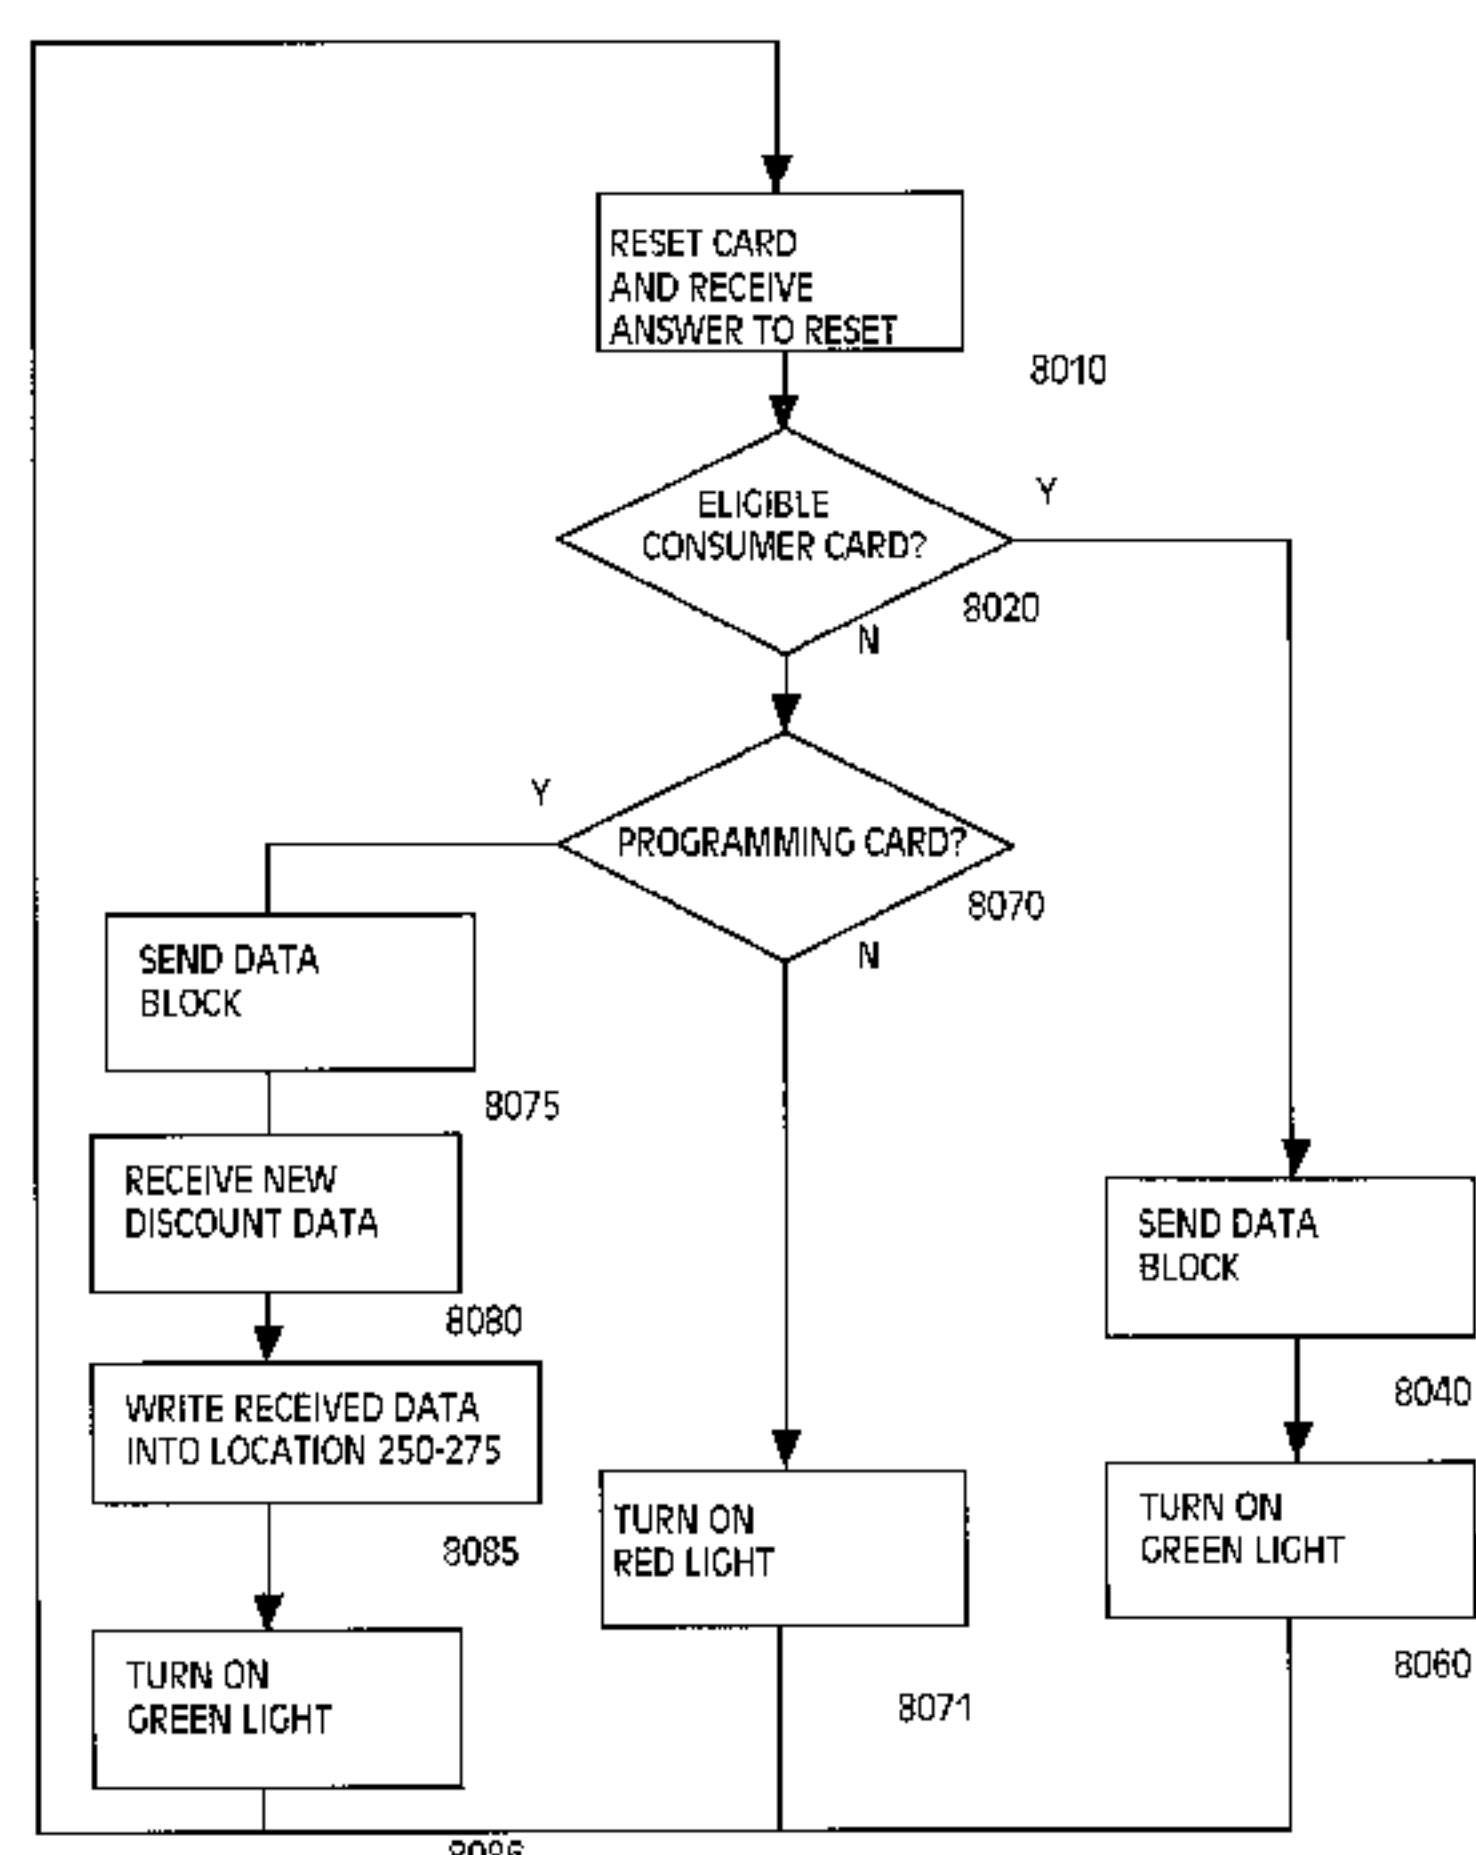 RESET CARD
AND RECEIVE
ANSWER TO RESET
8010
ELIGIBLE
CONSUMER CARD?
Y
8020
N
PROGRAMMING CARD?
Y
8070
N
SEND DATA
BLOCK
8075
RECEIVE NEW
DISCOUNT DATA
8080
WRITE RECEIVED DATA
INTO LOCATION 250-275
8085
TURN ON
GREEN LIGHT
TURN ON
RED LIGHT
8071
SEND DATA
BLOCK
8040
TURN ON
GREEN LIGHT
8060